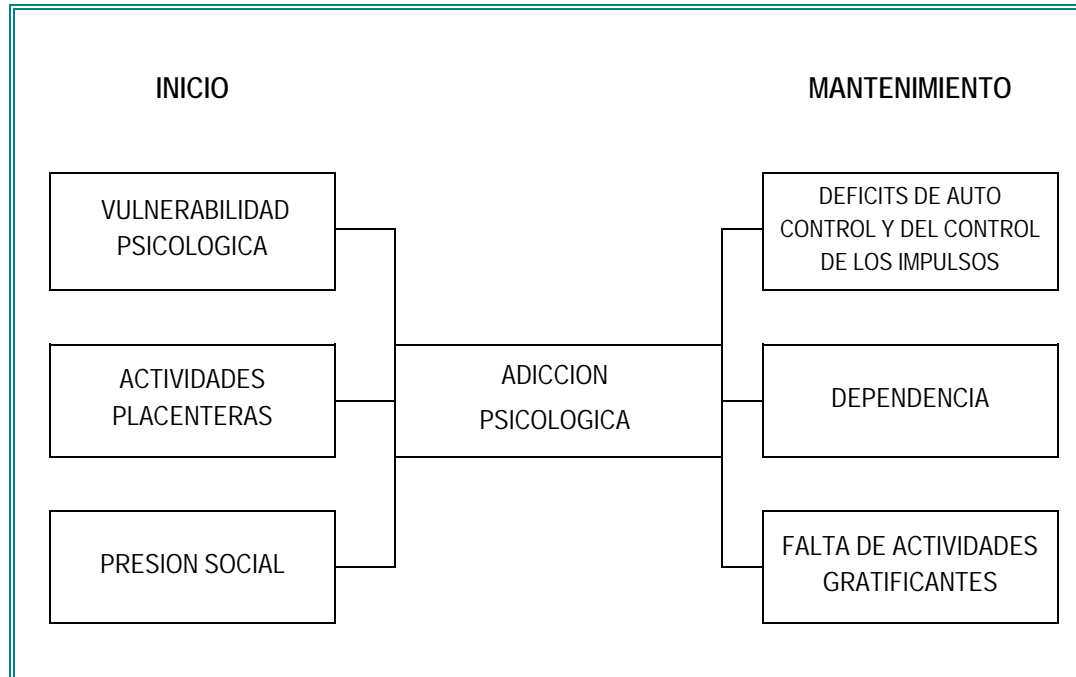 INICIO
MANTENIMIENTO
VULNERABILIDAD
PSICOLOGICA
ACTIVIDADES
PLACENTERAS
PRESION SOCIAL
ADICCION
PSICOLOGICA
DEFICITS DE AUTO
CONTROL Y DEL CONTROL
DE LOS IMPULSOS
DEPENDENCIA
FALTA DE ACTIVIDADES
GRATIFICANTES